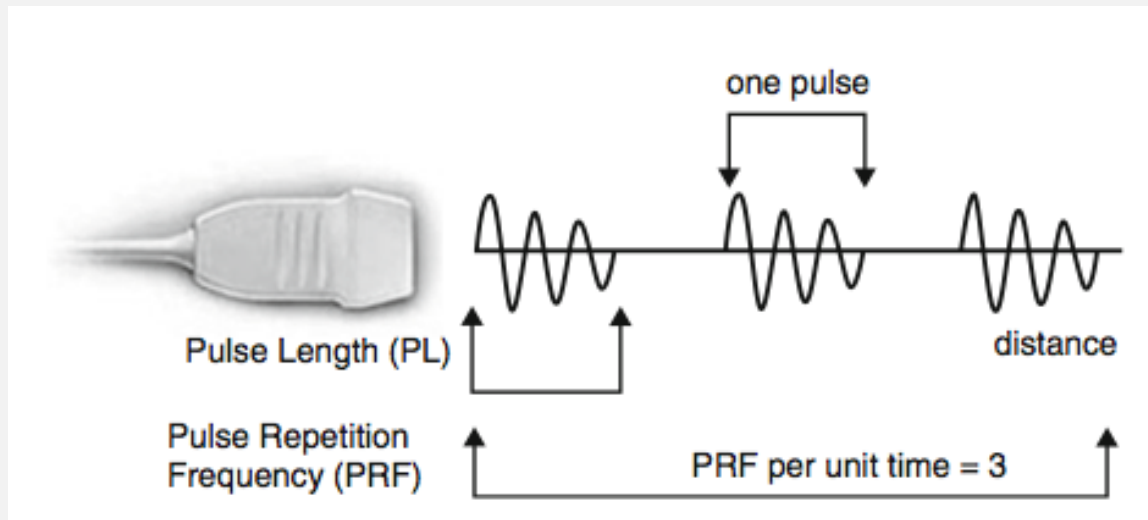 one pulse
Pulse Length (PL)
distance
Pulse Repetition
Frequency (PRF)
PRF per unit time = 3